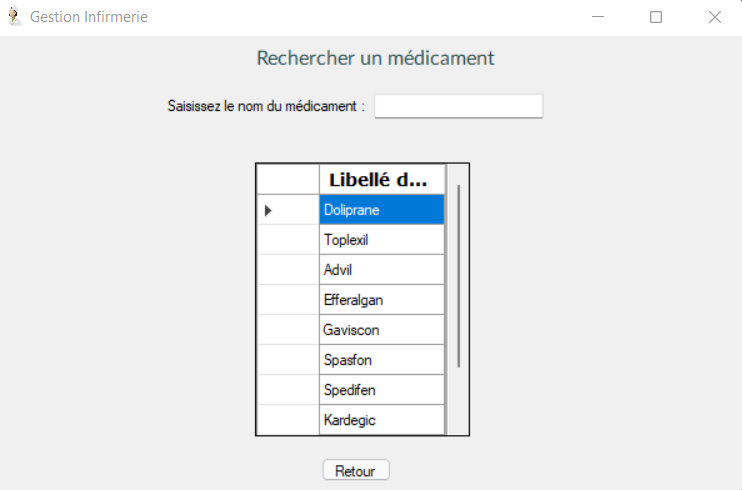 Gestion Infirmerie
Rechercher un médicament
Saisissez le nom du médicament :
Libellé d...
Doliprane
Toplexil
Advil
Efferalgan
Gaviscon
Spasfon
Spedifen
Kardegic
Retour